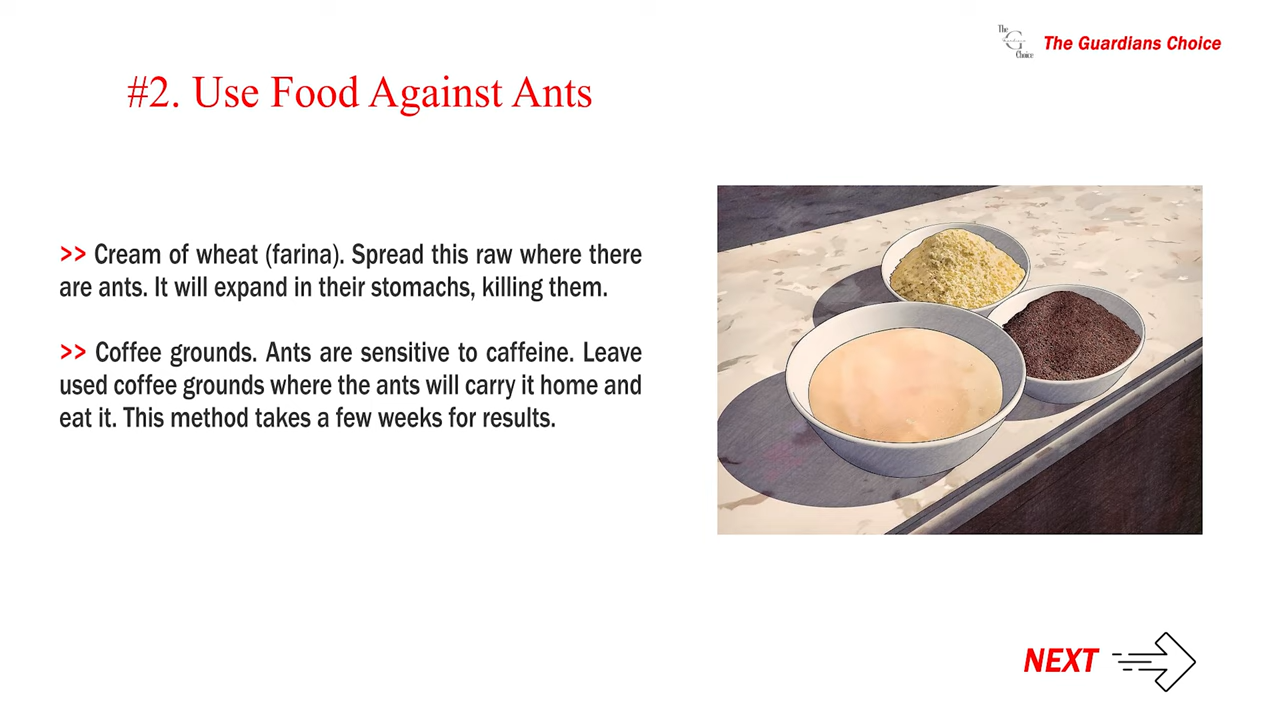 The
G
Choice
The Guardians Choice
#2. Use Food Against Ants
>> Cream of wheat (farina). Spread this raw where there
are ants. It will expand in their stomachs, killing them.
>> Coffee grounds. Ants are sensitive to caffeine. Leave
used coffee grounds where the ants will carry it home and
eat it. This method takes a few weeks for results.
NEXT